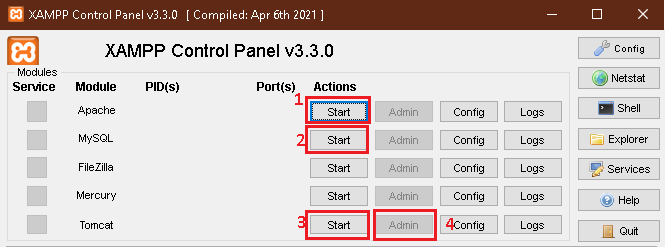 XAMPP Control Panel v3.3.0 [ Compiled: Apr 6th 2021 ]
XAMPP Control Panel v3.3.0
Config
Modules
Service Module PID(s) Port(s) Actions
Netstat
1 Apache Start Admin Config Logs
Shell
2 MySQL Start Admin Config Logs
Explorer
FileZilla Start Admin Config Logs
Services
Mercury Start Admin Config Logs
Help
Tomcat 3 Start Admin 4 Config Logs
Quit